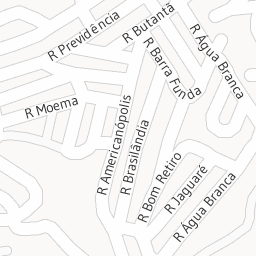 R Previdência
R Butantã
R Barra Funda
R Água Branca
R Moema
R Americanópolis
R Brasilândia
R Bom Retiro
R Jaguaré
R Água Branca